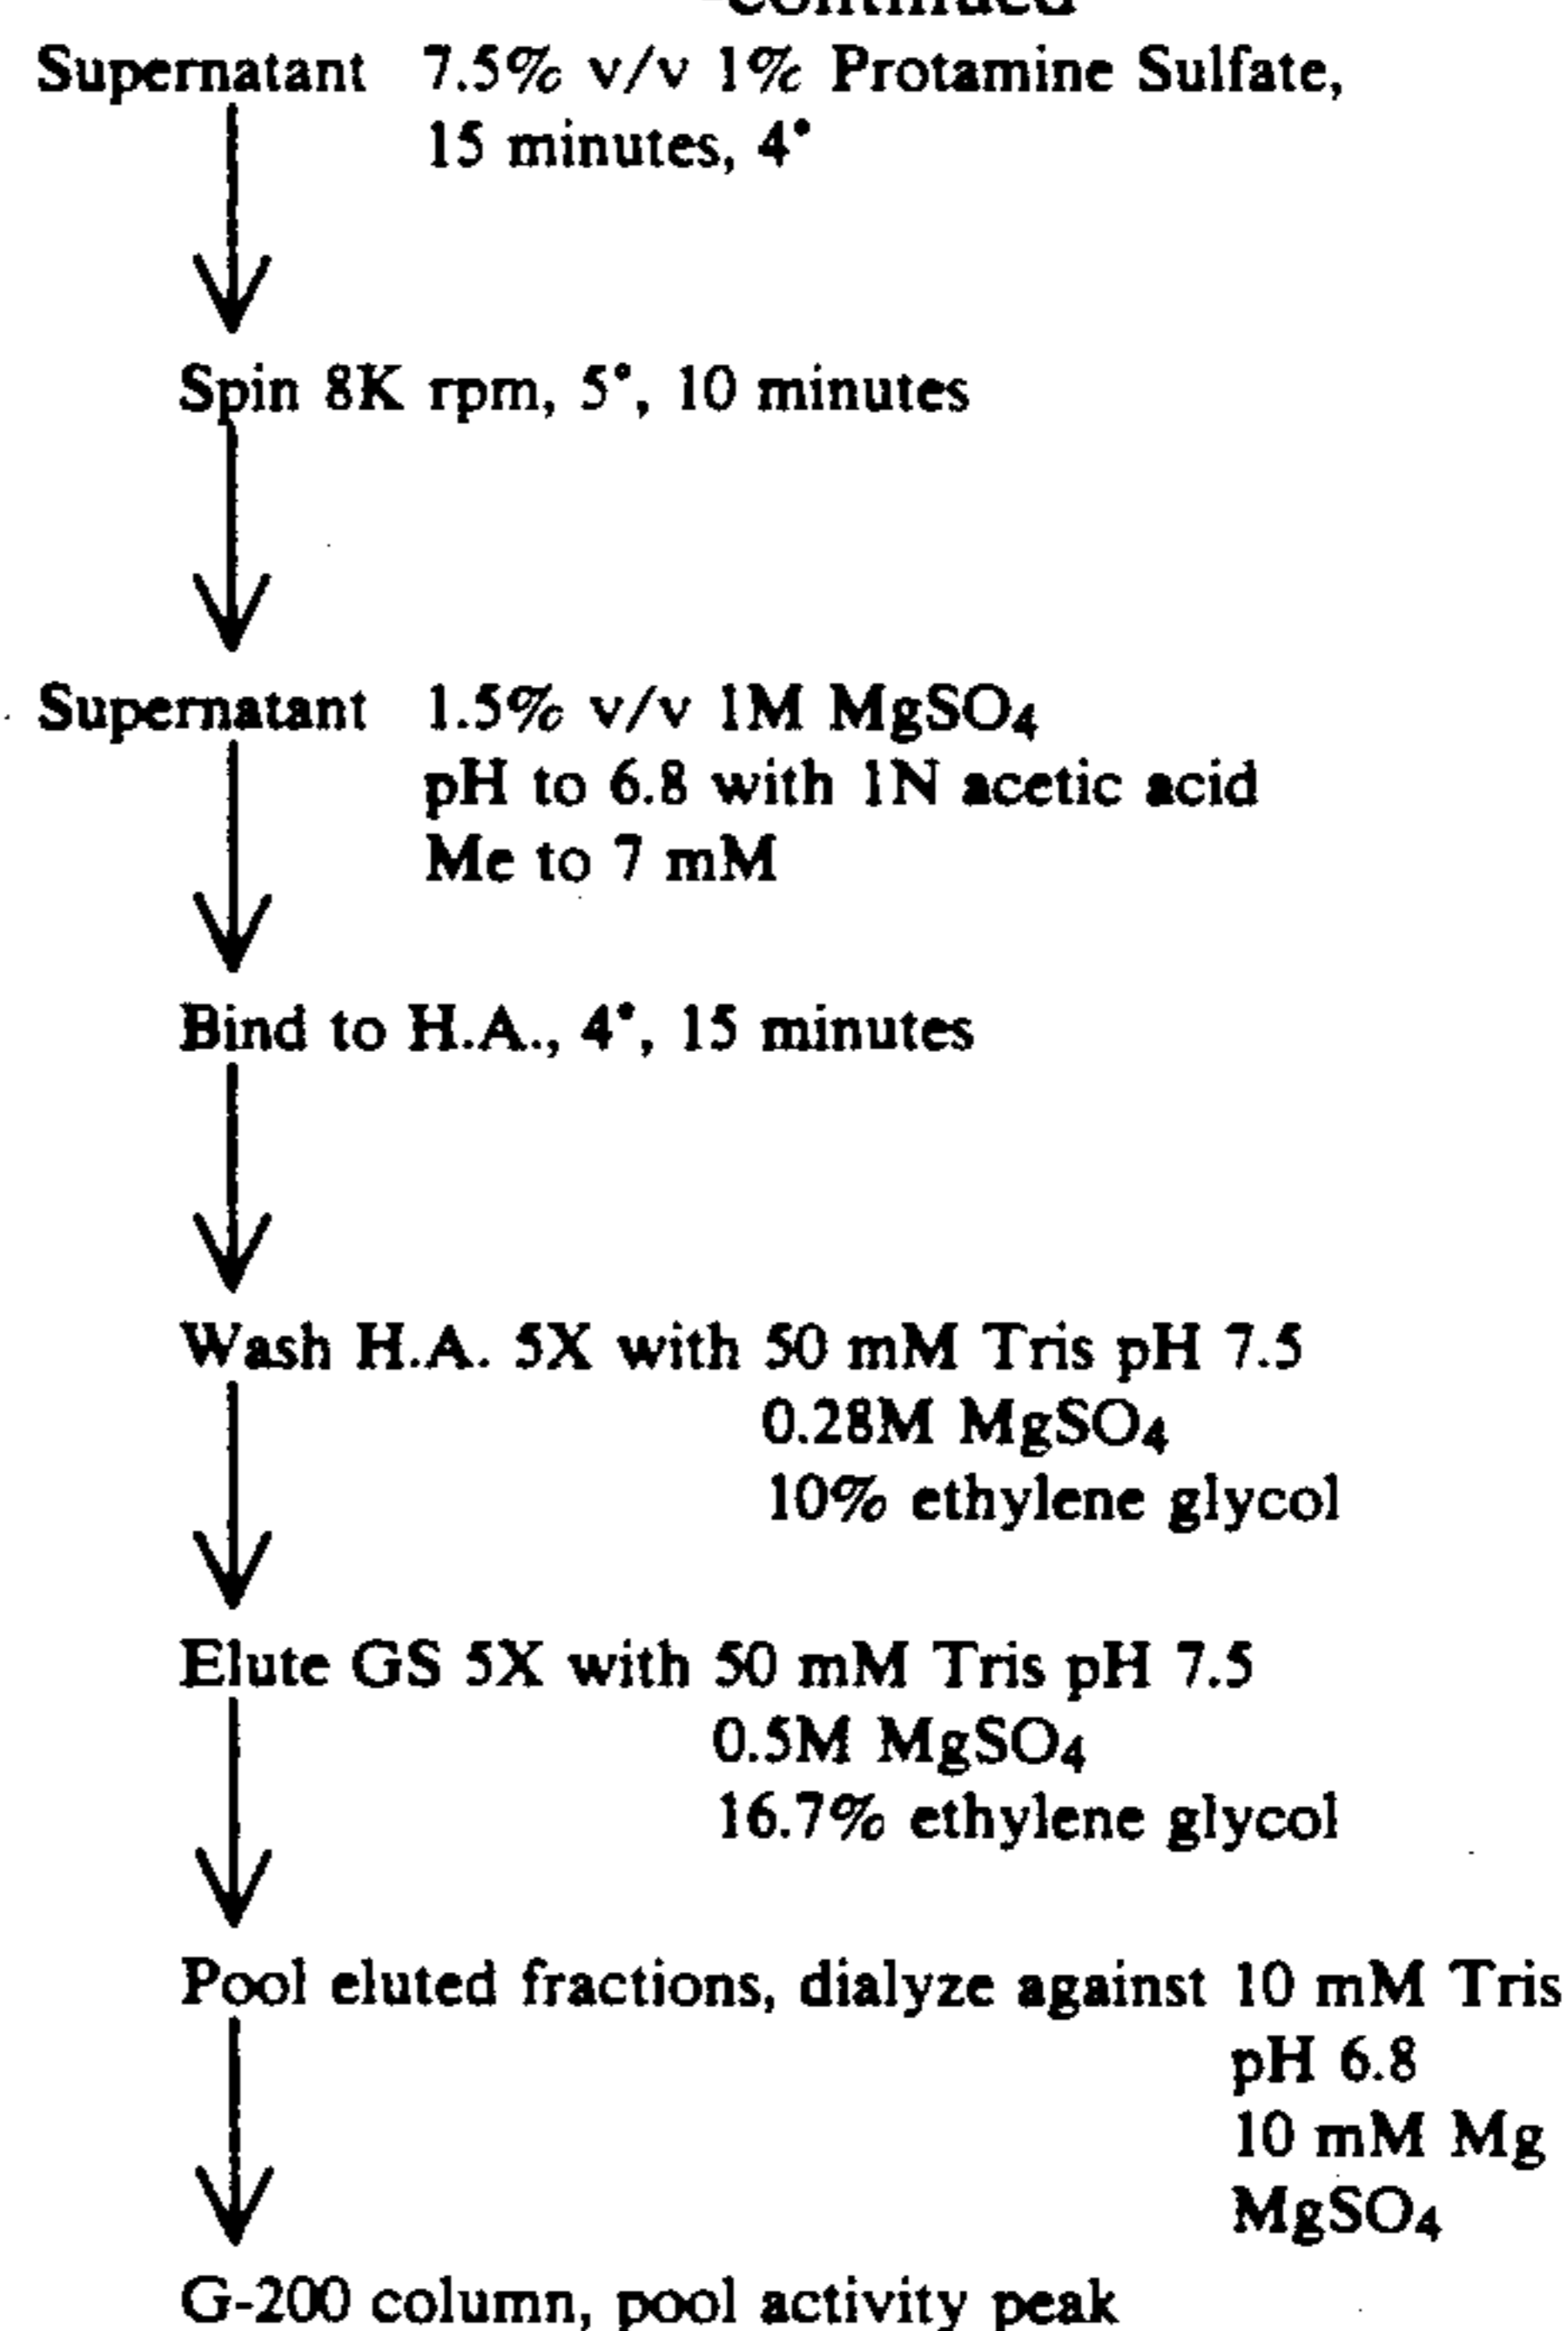 -continued
Supernatant 7.5% v/v 1% Protamine Sulfate,
15 minutes, 4°
Spin 8K rpm, 5°, 10 minutes
Supernatant 1.5% v/v 1M MgSO4
pH to 6.8 with 1N acetic acid
Me to 7 mM
Bind to H.A., 4°, 15 minutes
Wash H.A. 5X with 50 mM Tris pH 7.5
0.28M MgSO4
10% ethylene glycol
Elute GS 5X with 50 mM Tris pH 7.5
0.5M MgSO4
16.7% ethylene glycol
Pool eluted fractions, dialyze against 10 mM Tris
pH 6.8
10 mM Mg
MgSO4
G-200 column, pool activity peak